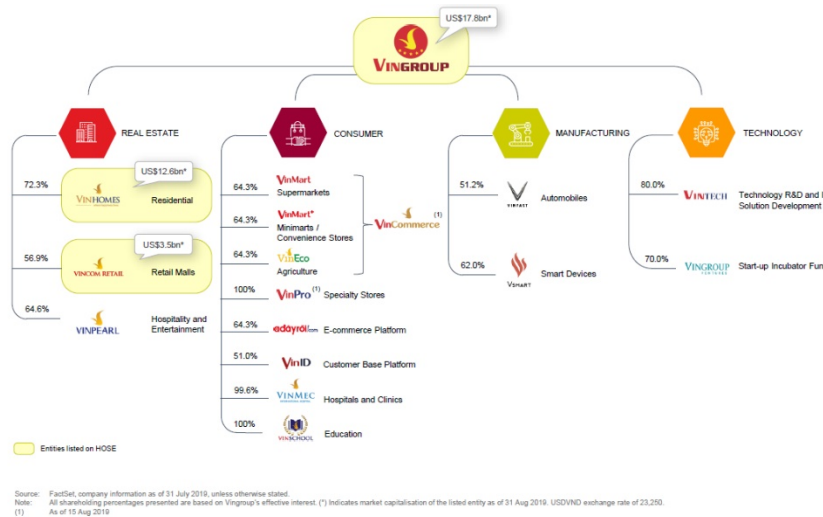 US$17.8bn*
VINGROUP
REAL ESTATE
72.3%
US$12.6bn*
VINHOMES
Residential
56.9%
US$3.5bn*
VINCOM RETAIL
Retail Malls
64.6%
VINPEARL
Hospitality and
Entertainment
CONSUMER
64.3%
VinMart
Supermarkets
64.3%
VinMart+
Minimarts /
Convenience Stores
64.3%
VinEco
Agriculture
VinCommerce (1)
100%
VinPro (1)
Specialty Stores
64.3%
adayroi.com
E-commerce Platform
51.0%
VinID
Customer Base Platform
99.6%
VINMEC
Hospitals and Clinics
100%
VINSCHOOL
Education
MANUFACTURING
51.2%
VINFAST
Automobiles
62.0%
VSMART
Smart Devices
TECHNOLOGY
80.0%
VINTECH
Technology R&D and
Solution Development
70.0%
VINGROUP
VENTURES
Start-up Incubator
Entities listed on HOSE
Source: FactSet, company information as of 31 July 2019, unless otherwise stated.
Note: All shareholding percentages presented are based on Vingroup's effective interest. (*) Indicates market capitalisation of the listed entity as of 31 Aug 2019. USDVND exchange rate of 23,250.
(1) As of 15 Aug 2019